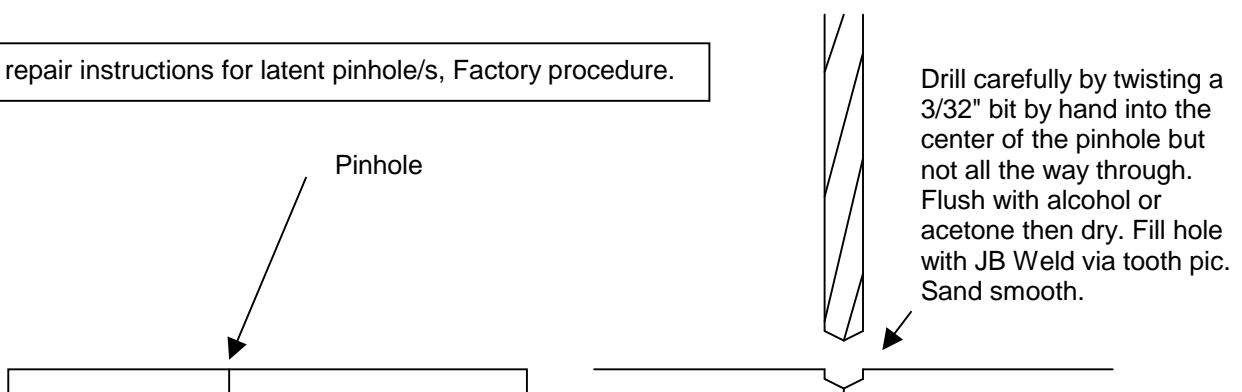 repair instructions for latent pinhole/s, Factory procedure.
Pinhole
Drill carefully by twisting a
3/32" bit by hand into the
center of the pinhole but
not all the way through.
Flush with alcohol or
acetone then dry. Fill hole
with JB Weld via tooth pic.
Sand smooth.